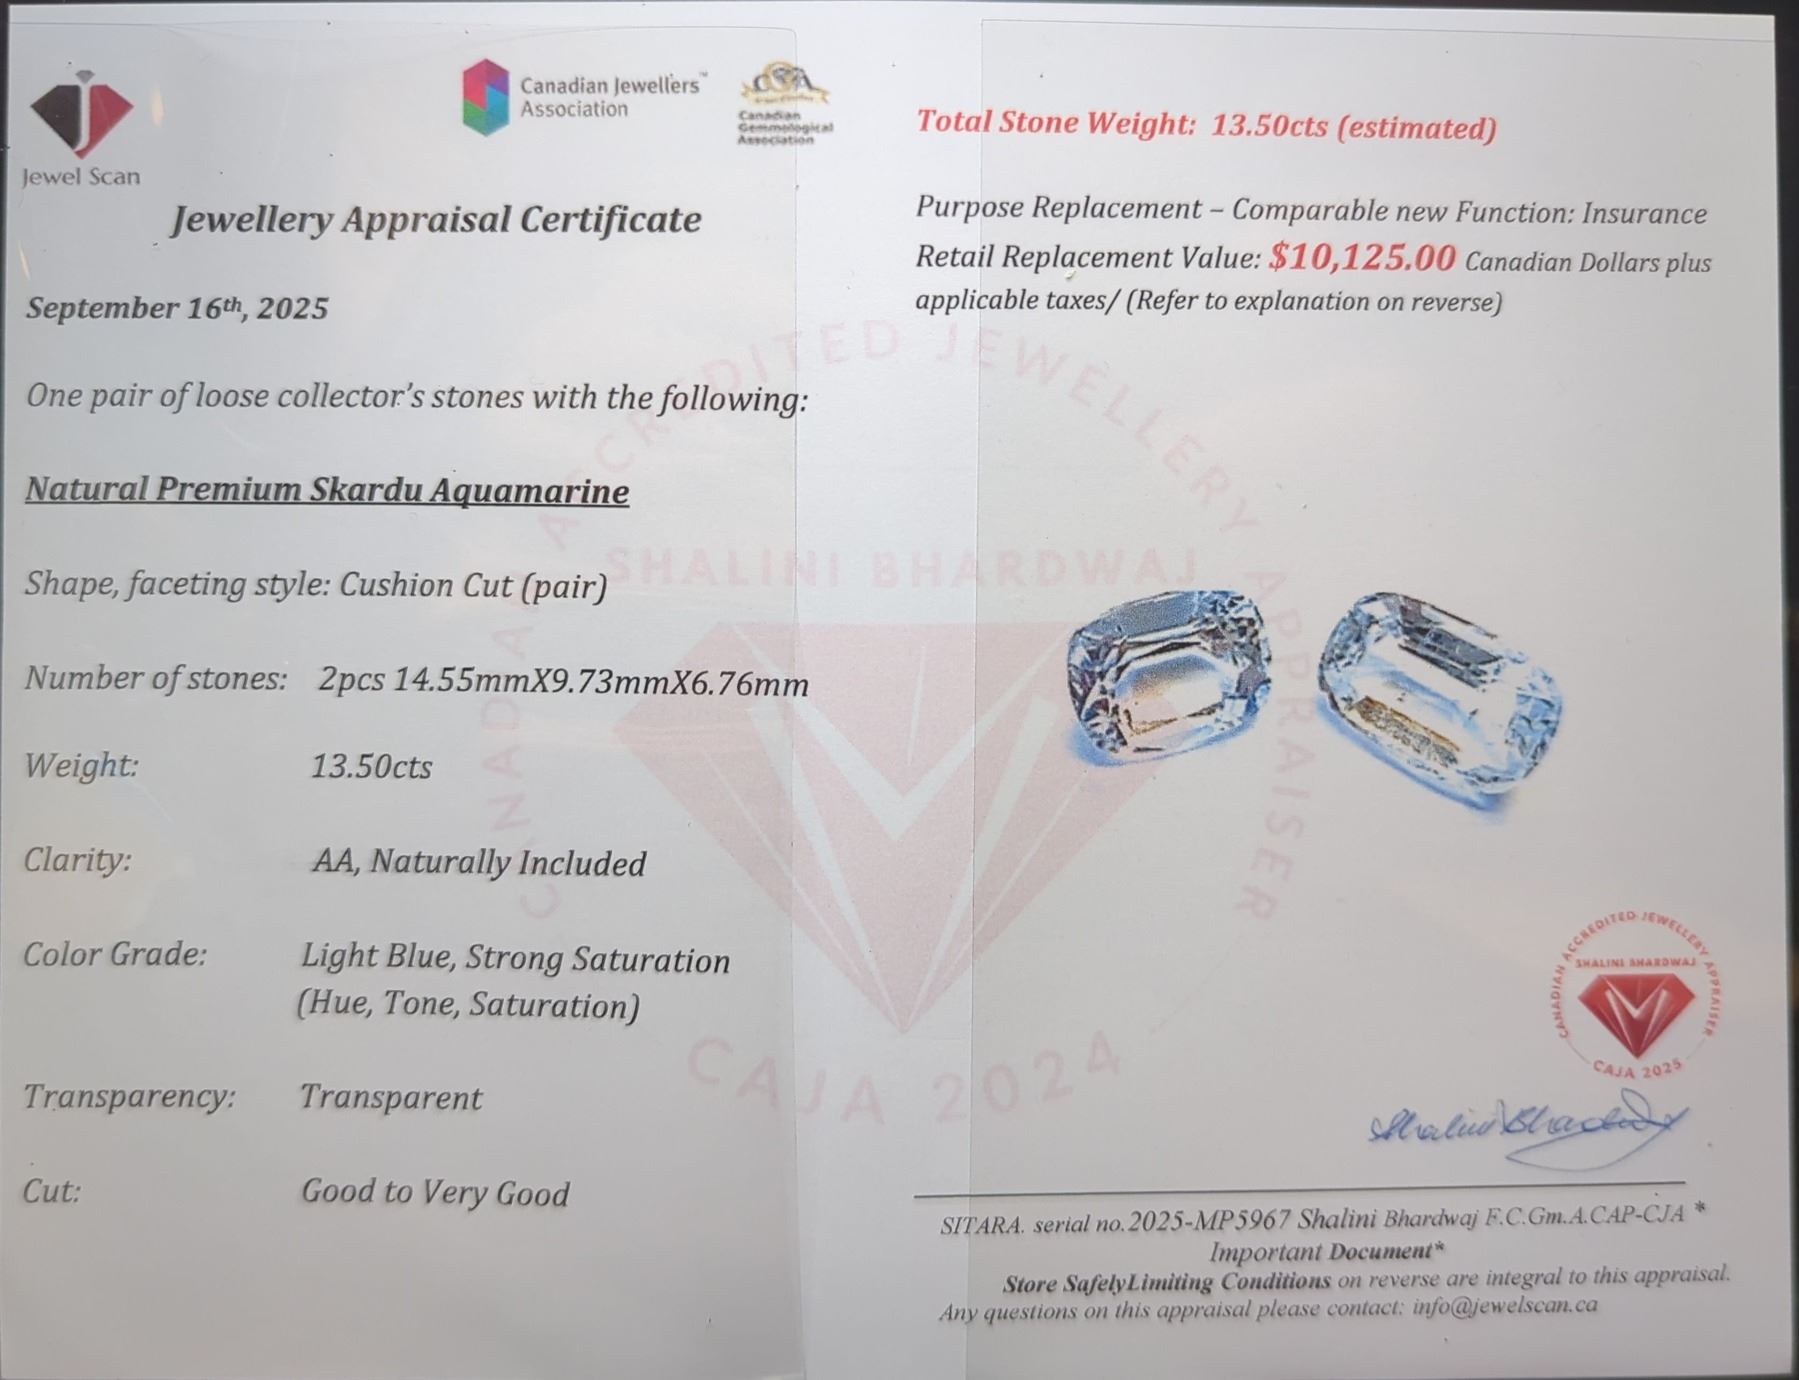 Jewel Scan
Canadian Jewellers™
Association
CGA
Canadian
Gemmological
Association
Jewellery Appraisal Certificate
September 16th, 2025
One pair of loose collector's stones with the following:
Natural Premium Skardu Aquamarine
Shape, faceting style: Cushion Cut (pair)
Number of stones: 2pcs 14.55mmX9.73mmX6.76mm
Weight: 13.50cts
Clarity: AA, Naturally Included
Color Grade: Light Blue, Strong Saturation
(Hue, Tone, Saturation)
Transparency: Transparent
Cut: Good to Very Good
Total Stone Weight: 13.50cts (estimated)
Purpose Replacement – Comparable new Function: Insurance
Retail Replacement Value: $10,125.00 Canadian Dollars plus
applicable taxes/ (Refer to explanation on reverse)
CANADIAN ACCREDITED JEWELLERY APPRAISER
SHALINI BHARDWAJ
CAJA 2024
CANADIAN ACCREDITED JEWELLERY APPRAISER
SHALINI BHARDWAJ
CAJA 2025
Shalini Bhardwaj
SITARA. serial no.2025-MP5967 Shalini Bhardwaj F.C.Gm.A.CAP-CJA *
Important Document*
Store SafelyLimiting Conditions on reverse are integral to this appraisal.
Any questions on this appraisal please contact: info@jewelscan.ca